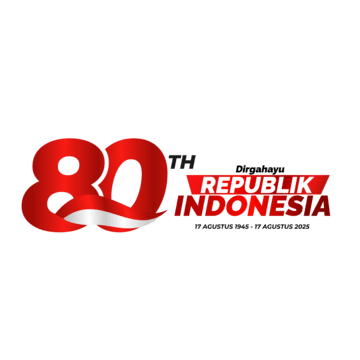 80TH
Dirgahayu
REPUBLIK
INDONESIA
17 AGUSTUS 1945 - 17 AGUSTUS 2025